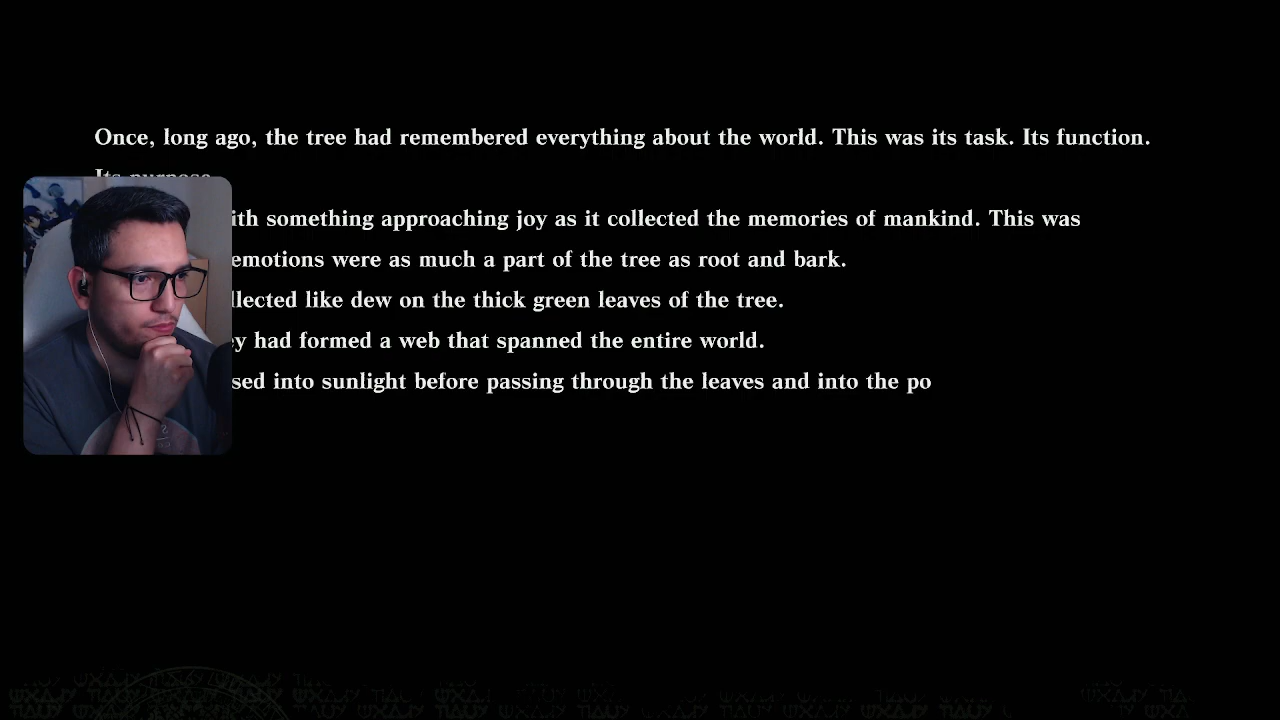 Once, long ago, the tree had remembered everything about the world. This was its task. Its function.
Its purpose
ith something approaching joy as it collected the memories of mankind. This was
emotions were as much a part of the tree as root and bark.
llected like dew on the thick green leaves of the tree.
ey had formed a web that spanned the entire world.
sed into sunlight before passing through the leaves and into the po